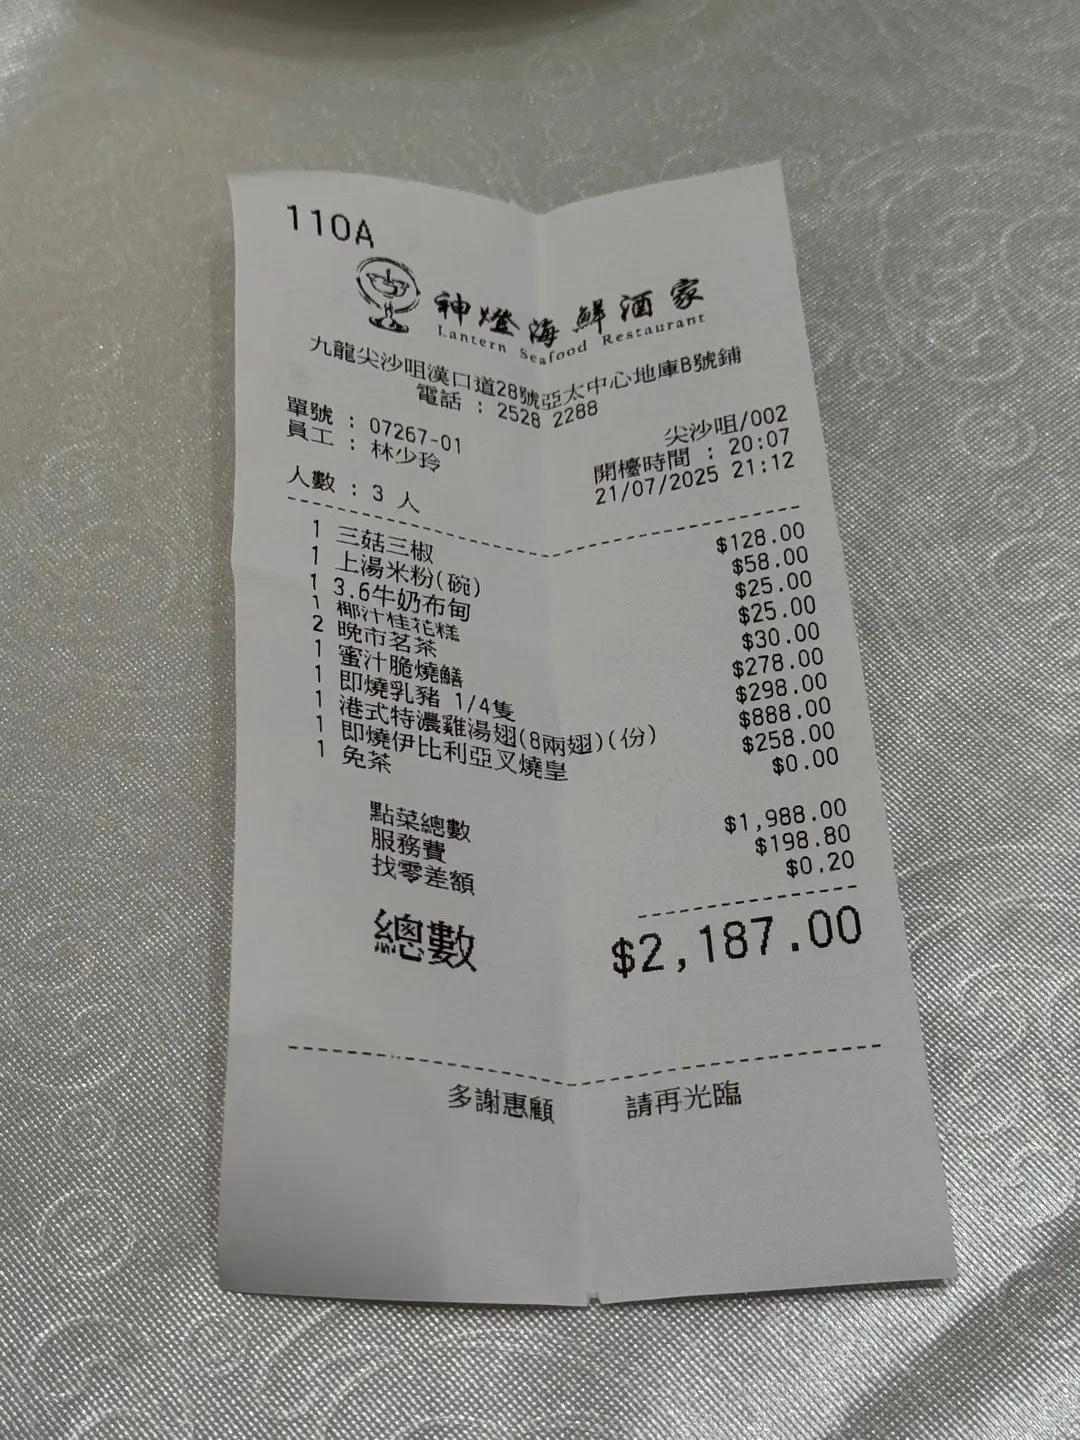 110A
神燈海鮮酒家
Lantern Seafood Restaurant
九龍尖沙咀漢口道28號亞太中心地庫B號鋪
電話 : 2528 2288
單號 : 07267-01 尖沙咀/002
員工 : 林少玲 開檯時間 : 20:07
人數 : 3 人 21/07/2025 21:12
1 三菇三椒 $128.00
1 上湯米粉(碗) $58.00
1 3.6牛奶布甸 $25.00
1 椰汁桂花糕 $25.00
2 晚市茗茶 $30.00
1 蜜汁脆燒鱔 $278.00
1 即燒乳豬 1/4隻 $298.00
1 港式特濃雞湯翅(8兩翅)(份) $888.00
1 即燒伊比利亞叉燒皇 $258.00
1 免茶 $0.00
點菜總數 $1,988.00
服務費 $198.80
找零差額 $0.20
總數 $2,187.00
多謝惠顧 請再光臨